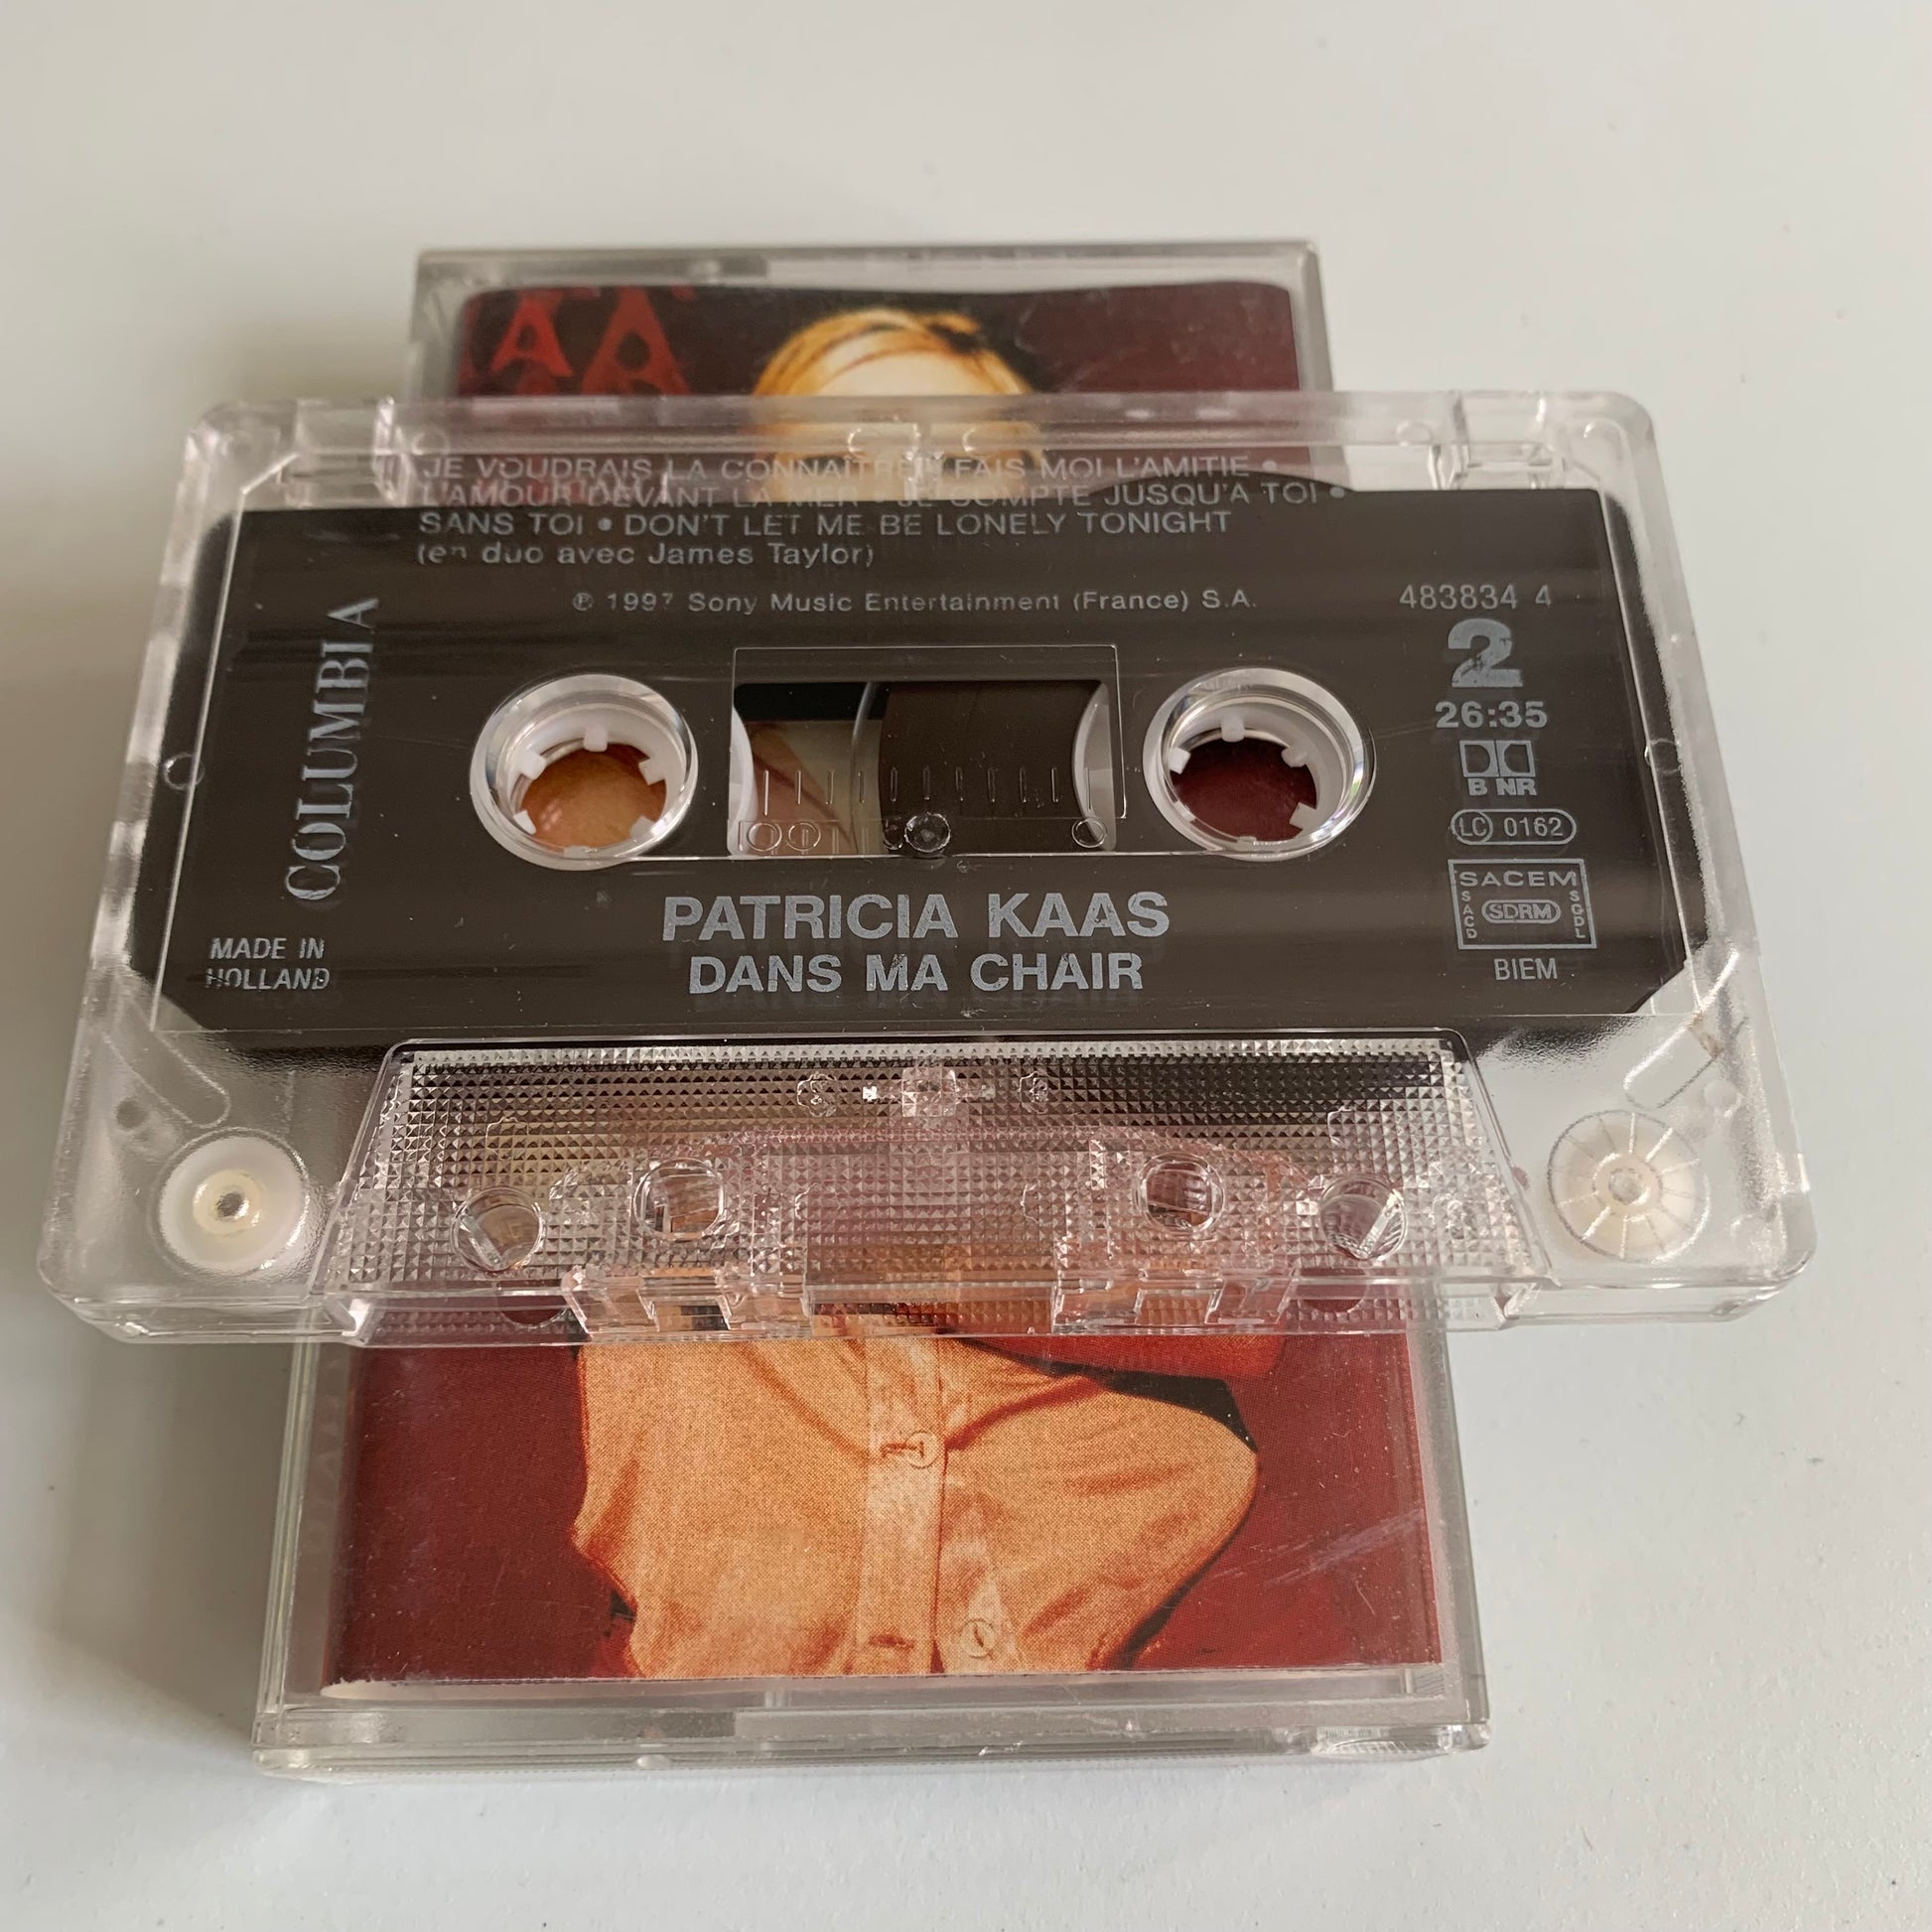 JE VOUDRAIS LA CONNAÎTRE • FAIS MOI L'AMITIE •
L'AMOUR DEVANT LA MER • JE COMPTE JUSQU'A TOI •
SANS TOI • DON'T LET ME BE LONELY TONIGHT
(en duo avec James Taylor)
℗ 1997 Sony Music Entertainment (France) S.A.
483834 4
2
26:35
B NR
LC 0162
SACEM
SACD
SDRM
SGDL
BIEM
COLUMBIA
MADE IN
HOLLAND
PATRICIA KAAS
DANS MA CHAIR